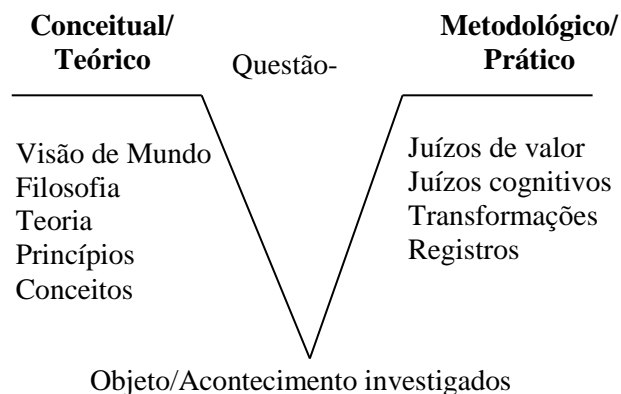 Conceitual/
Teórico
Questão-
Metodológico/
Prático
Visão de Mundo
Filosofia
Teoria
Princípios
Conceitos
Juízos de valor
Juízos cognitivos
Transformações
Registros
Objeto/Acontecimento investigados